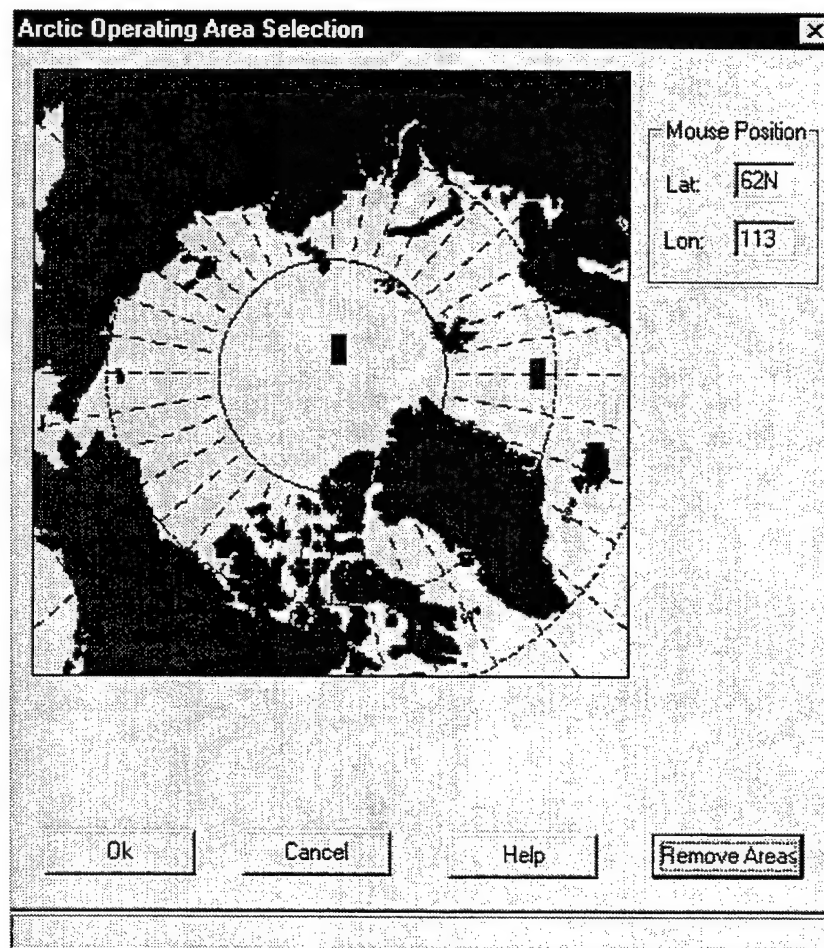 Arctic Operating Area Selection
Mouse Position
Lat: 62N
Lon: 113
Ok
Cancel
Help
Remove Areas